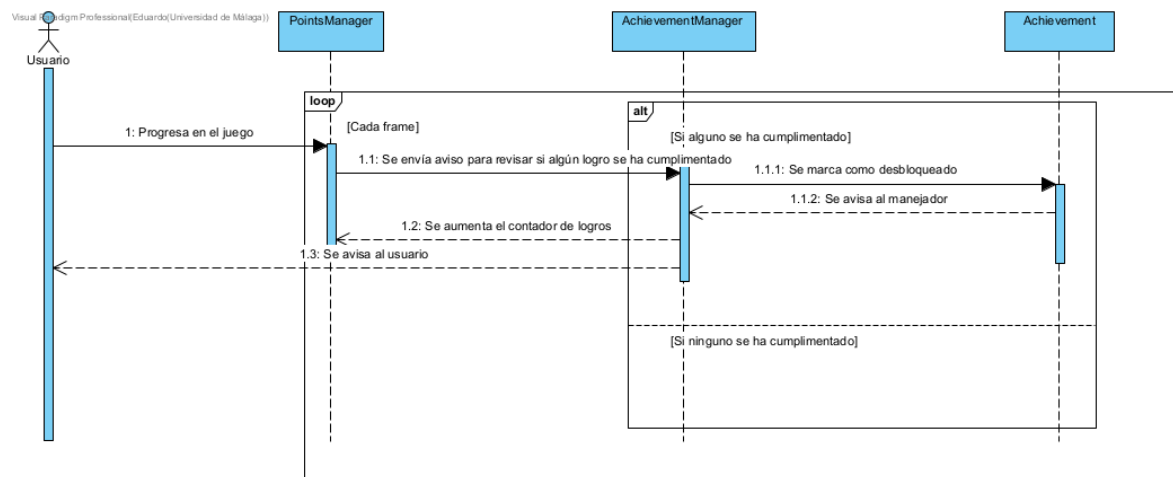 Visual Paradigm Professional(Eduardo(Universidad de Málaga))
Usuario
PointsManager
AchievementManager
Achievement
loop
[Cada frame]
alt
[Si alguno se ha cumplimentado]
1: Progresa en el juego
1.1: Se envía aviso para revisar si algún logro se ha cumplimentado
1.1.1: Se marca como desbloqueado
1.1.2: Se avisa al manejador
1.2: Se aumenta el contador de logros
1.3: Se avisa al usuario
[Si ninguno se ha cumplimentado]